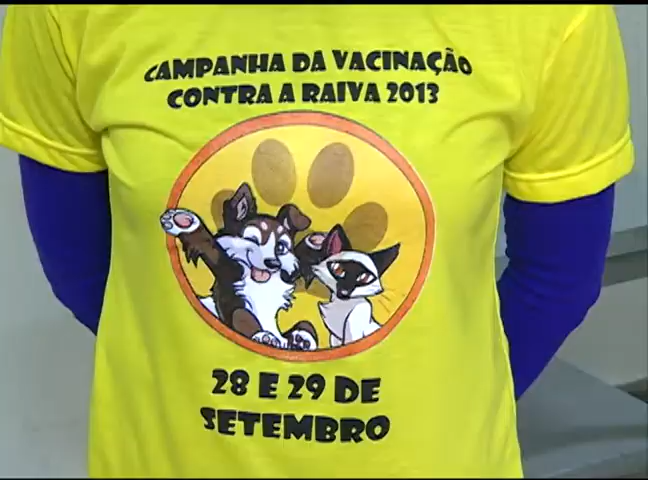 CAMPANHA DA VACINAÇÃO
CONTRA A RAIVA 2013
28 E 29 DE
SETEMBRO